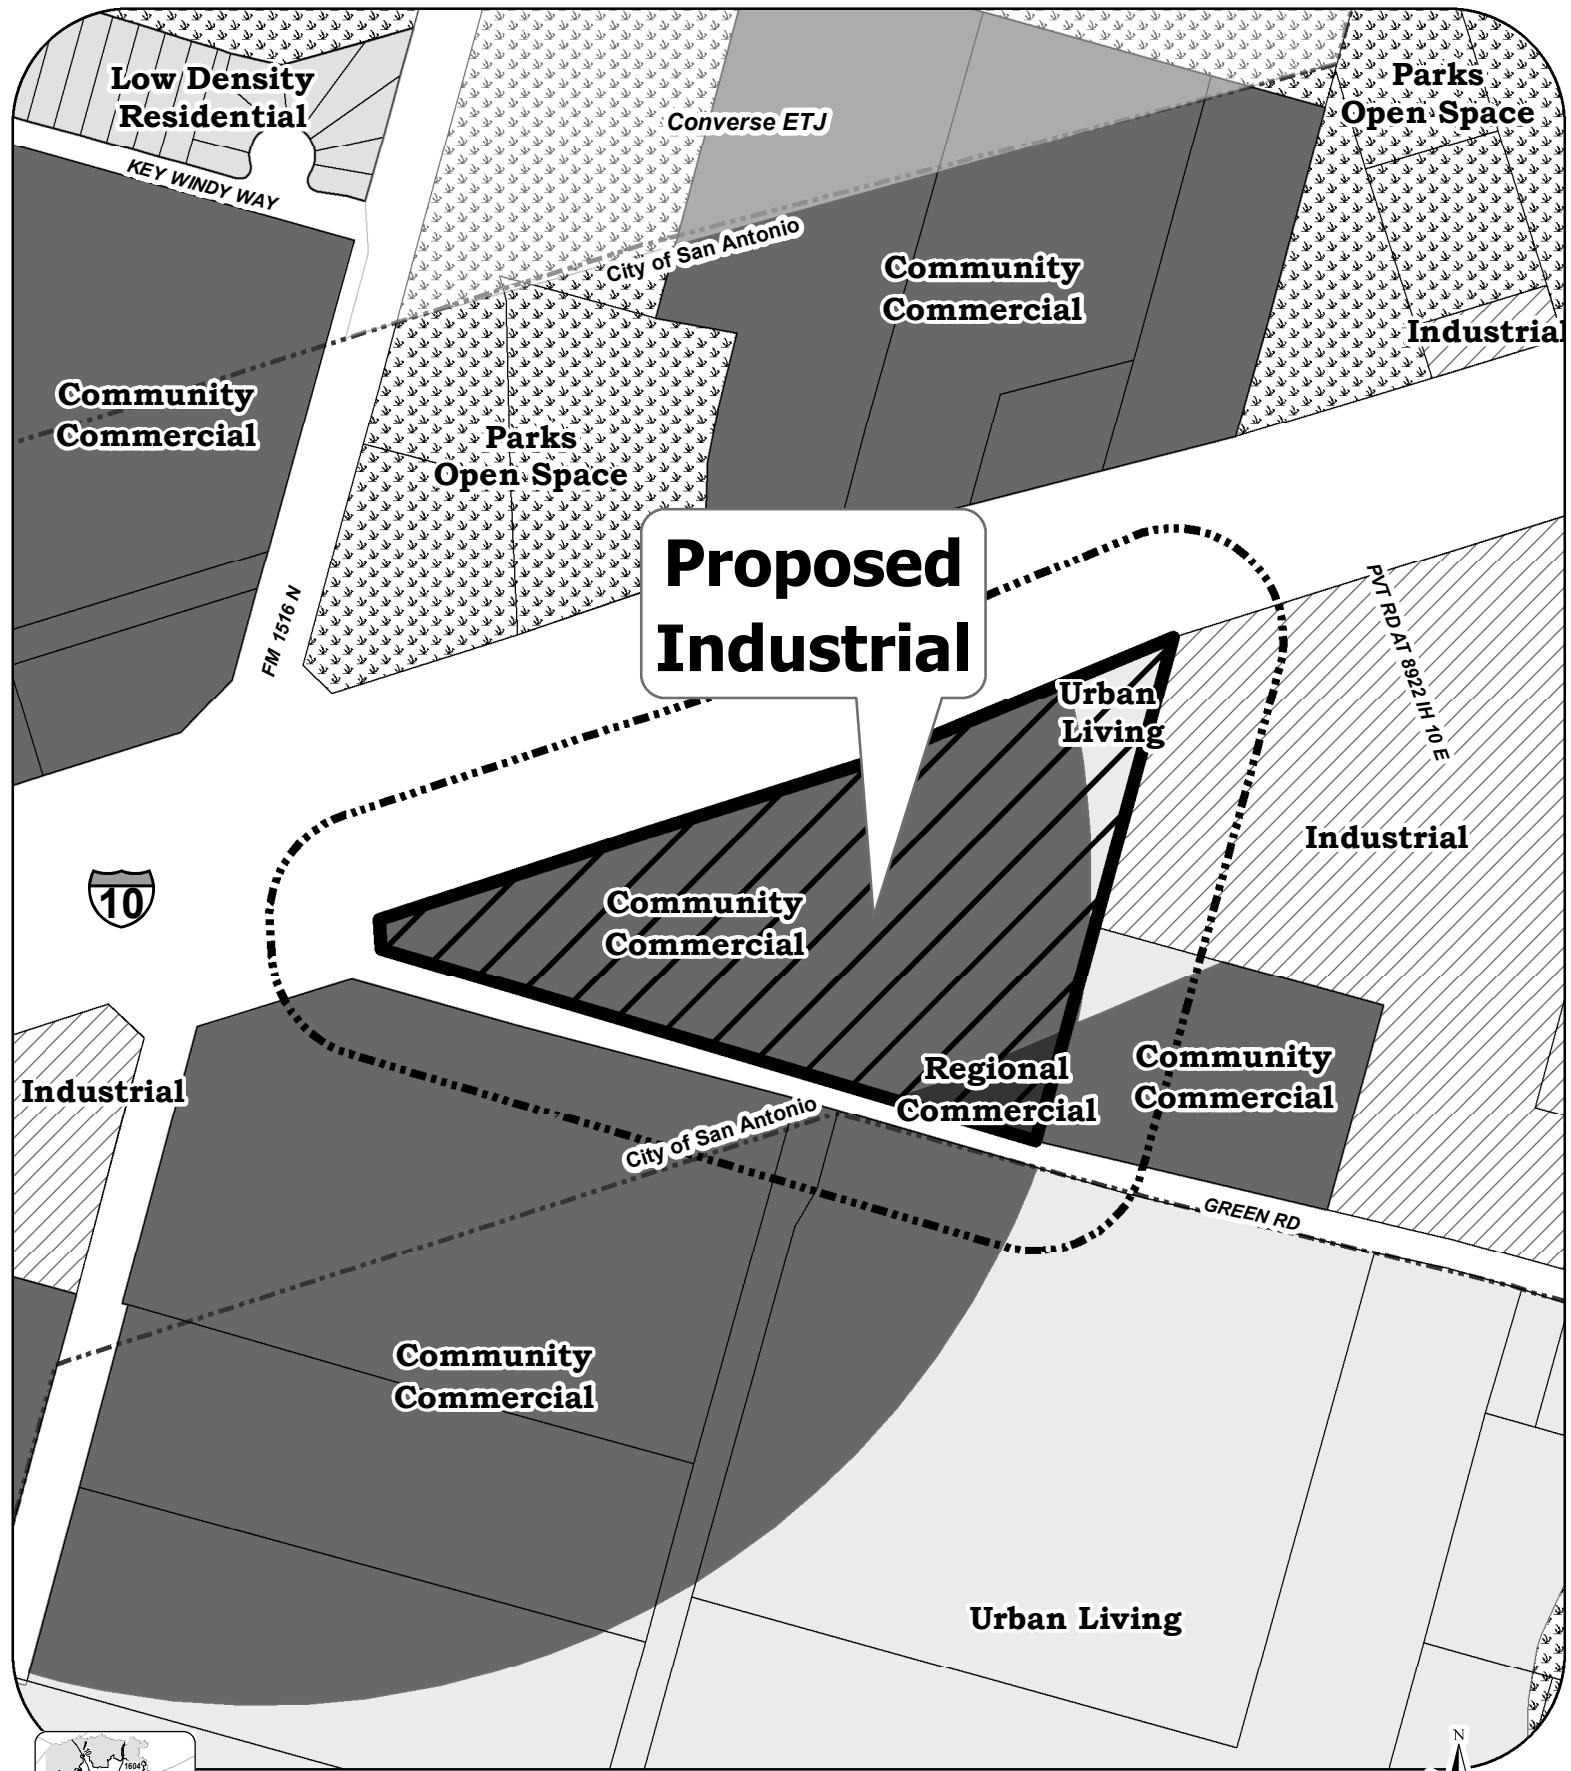 Low Density
Residential
KEY WINDY WAY
Converse ETJ
Parks
Open Space
City of San Antonio
Community
Commercial
Industrial
Community
Commercial
Parks
Open Space
FM 1516 N
Proposed
Industrial
PVT RD AT 8922 IH 10 E
Urban
Living
Industrial
10
Community
Commercial
Regional
Commercial
Community
Commercial
Industrial
City of San Antonio
GREEN RD
Community
Commercial
Urban Living
N
1604